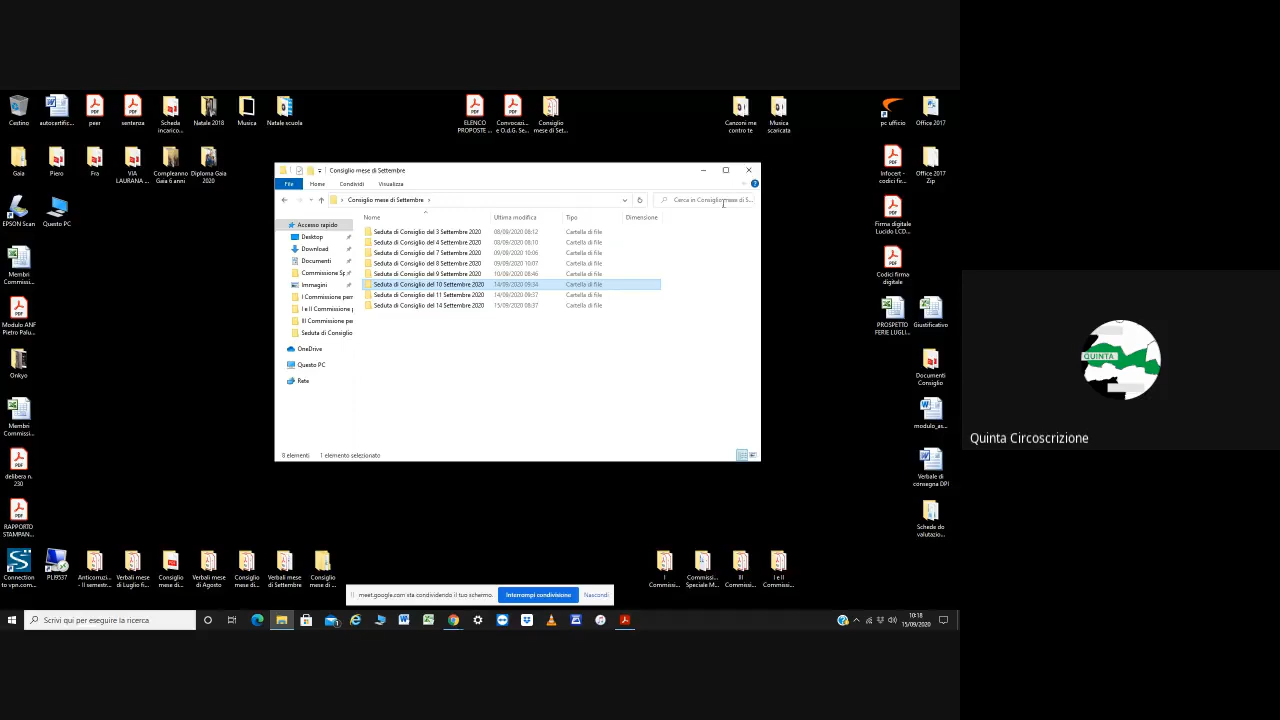 Cestino
autocertific...
peer
sentenza
Scheda incarico...
Natale 2018
Musica
Natale scuola
ELENCO PROPOSTE ...
Convocazi... e O.d.G. Se...
Consiglio mese di Set...
Canzoni me contro te
Musica scaricata
pc ufficio
Office 2017
Gaia
Piero
Fra
VIA LAURANA ...
Compleanno Gaia 6 anni
Diploma Gaia 2020
Infocert - codici fir...
Office 2017 Zip
EPSON Scan
Questo PC
Firma digitale Lucido LCD...
Membri Commissi...
Codici firma digitale
Modulo ANF Pietro Palu...
PROSPETTO FERIE LUGLI...
Giustificativo
Onkyo
Documenti Consiglio
Membri Commissi...
modulo_as...
delibera n. 230
Verbale di consegna DPI
RAPPORTO STAMPAN...
Schede do valutazio...
Consiglio mese di Settembre
File Home Condividi Visualizza
Consiglio mese di Settembre
Cerca in Consiglio mese di S...
Nome Ultima modifica Tipo Dimensione
Accesso rapido
Desktop
Download
Documenti
Commissione Sp
Immagini
I Commissione per
I e II Commissione p
III Commissione pe
Seduta di Consiglio
OneDrive
Questo PC
Rete
Seduta di Consiglio del 3 Settembre 2020 08/09/2020 08:12 Cartella di file
Seduta di Consiglio del 4 Settembre 2020 08/09/2020 08:10 Cartella di file
Seduta di Consiglio del 7 Settembre 2020 09/09/2020 10:06 Cartella di file
Seduta di Consiglio del 8 Settembre 2020 09/09/2020 10:07 Cartella di file
Seduta di Consiglio del 9 Settembre 2020 10/09/2020 08:46 Cartella di file
Seduta di Consiglio del 10 Settembre 2020 14/09/2020 09:34 Cartella di file
Seduta di Consiglio del 11 Settembre 2020 14/09/2020 09:37 Cartella di file
Seduta di Consiglio del 14 Settembre 2020 15/09/2020 08:37 Cartella di file
8 elementi 1 elemento selezionato
QUINTA
Quinta Circoscrizione
Connection to vpn.com...
PLI9537
Anticorruzi... - II semestr...
Verbali mese di Luglio fi...
Consiglio mese di...
Verbali mese di Agosto
Consiglio mese di...
Verbali mese di Settembre
Consiglio mese di ...
I Commissi...
Commissi... Speciale M...
III Commissi...
I e II Commissi...
meet.google.com sta condividendo il tuo schermo. Interrompi condivisione Nascondi
Scrivi qui per eseguire la ricerca
10:18
15/09/2020